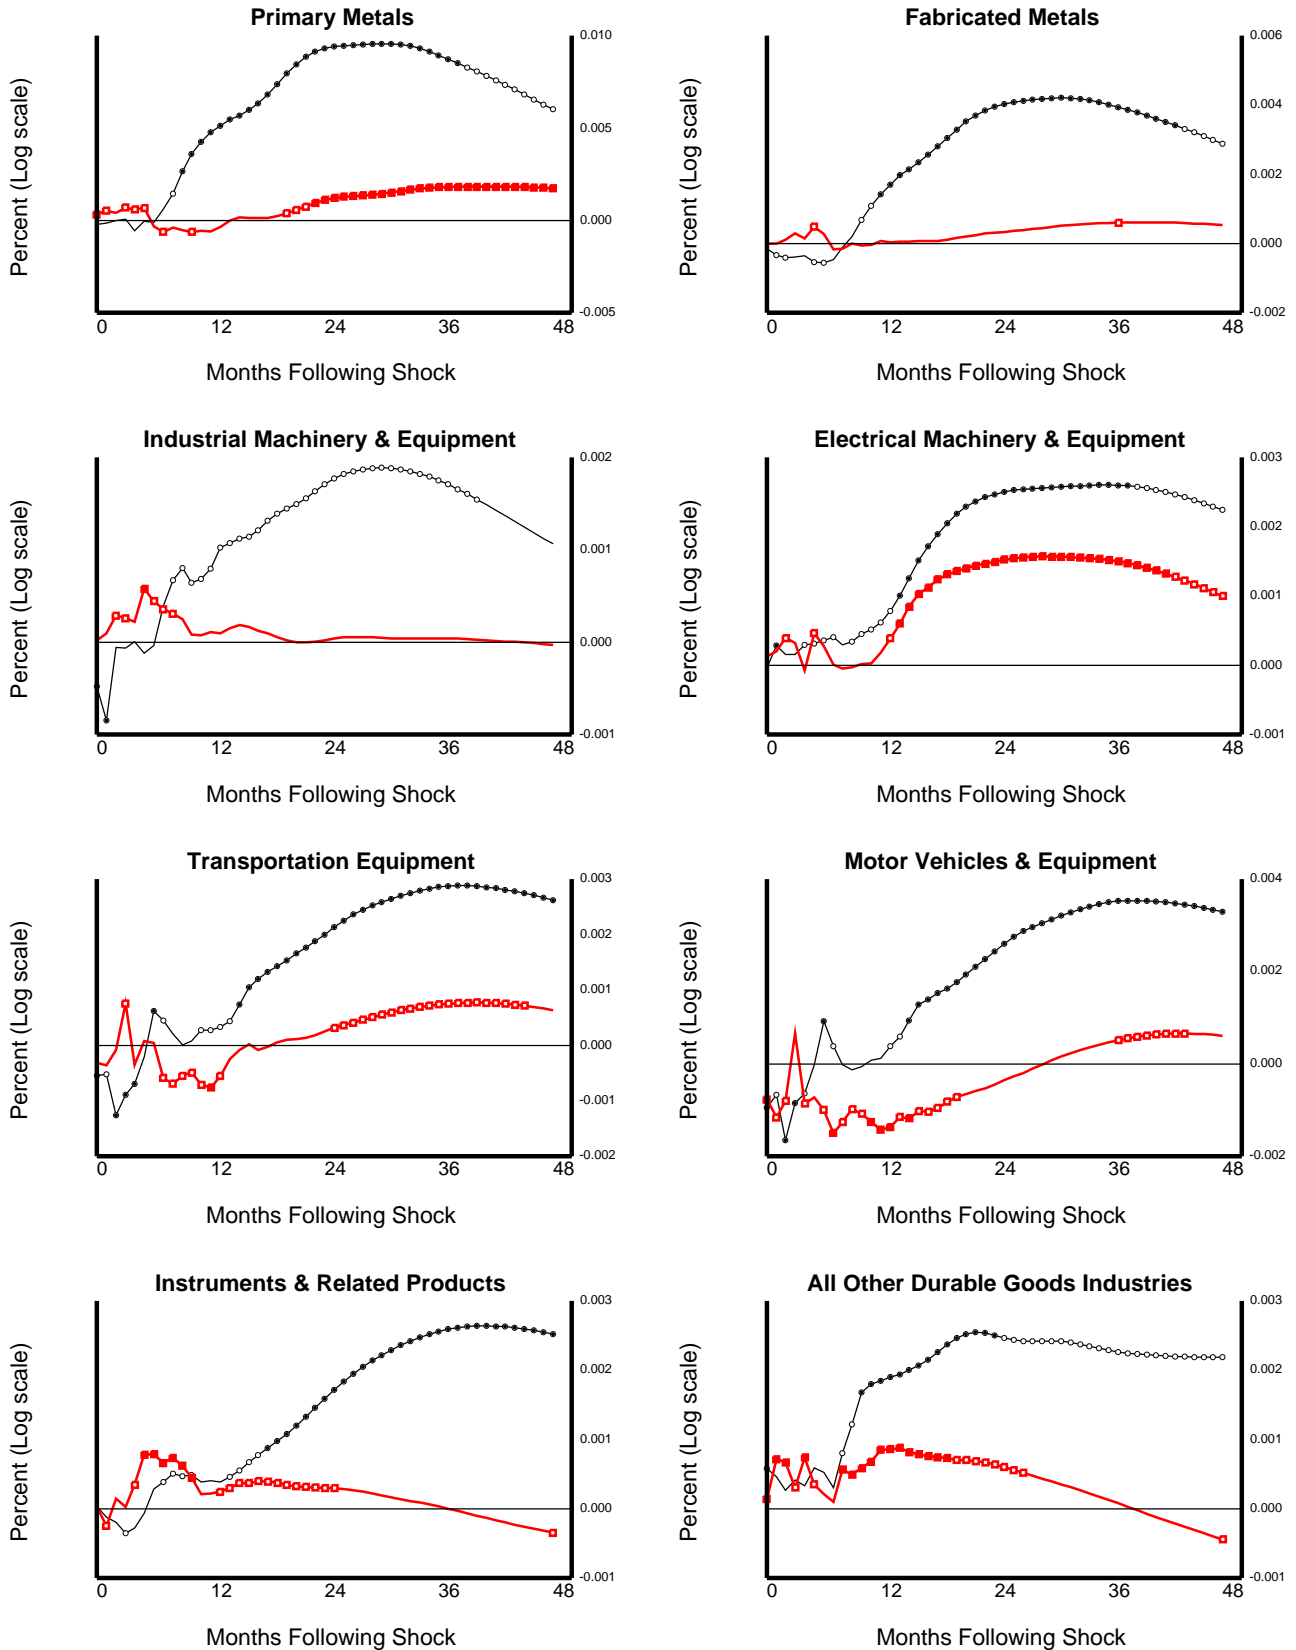 Primary Metals
Percent (Log scale)
0.010
0.005
0.000
-0.005
0 12 24 36 48
Months Following Shock
Fabricated Metals
Percent (Log scale)
0.006
0.004
0.002
0.000
-0.002
0 12 24 36 48
Months Following Shock
Industrial Machinery & Equipment
Percent (Log scale)
0.002
0.001
0.000
-0.001
0 12 24 36 48
Months Following Shock
Electrical Machinery & Equipment
Percent (Log scale)
0.003
0.002
0.001
0.000
-0.001
0 12 24 36 48
Months Following Shock
Transportation Equipment
Percent (Log scale)
0.003
0.002
0.001
0.000
-0.001
-0.002
0 12 24 36 48
Months Following Shock
Motor Vehicles & Equipment
Percent (Log scale)
0.004
0.002
0.000
-0.002
0 12 24 36 48
Months Following Shock
Instruments & Related Products
Percent (Log scale)
0.003
0.002
0.001
0.000
-0.001
0 12 24 36 48
Months Following Shock
All Other Durable Goods Industries
Percent (Log scale)
0.003
0.002
0.001
0.000
-0.001
0 12 24 36 48
Months Following Shock